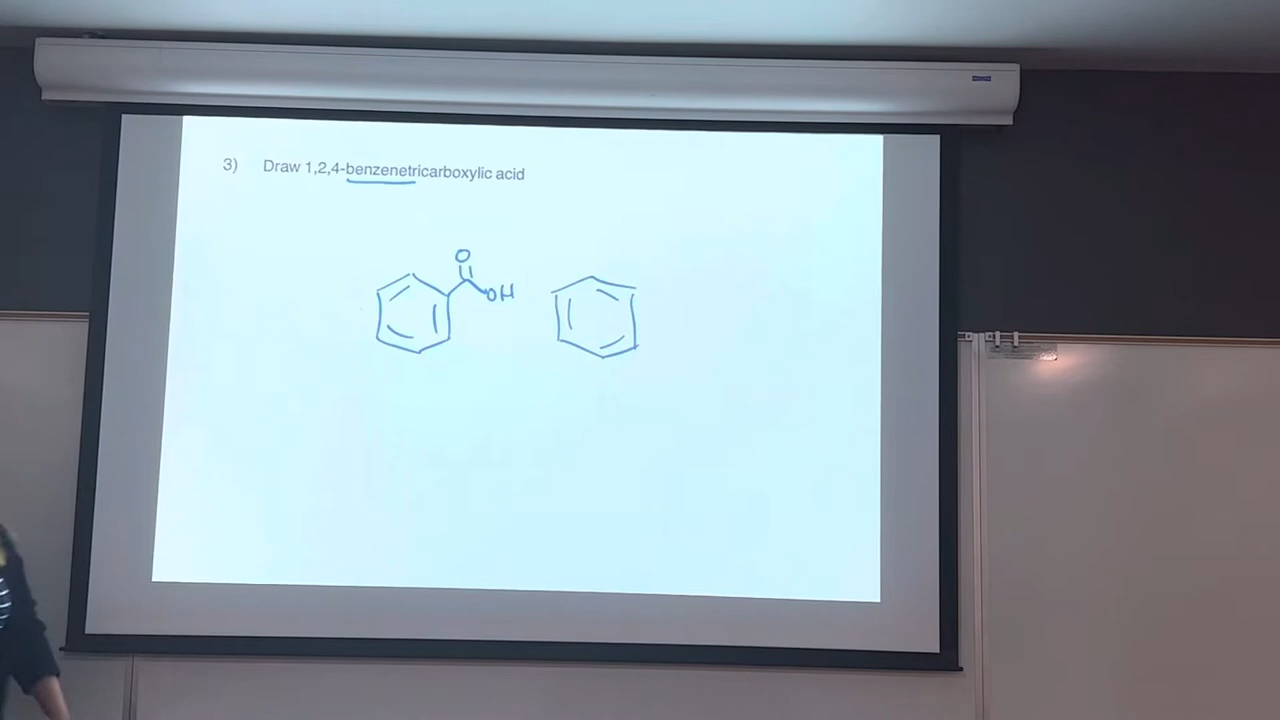 3) Draw 1,2,4-benzenetricarboxylic acid
O
OH